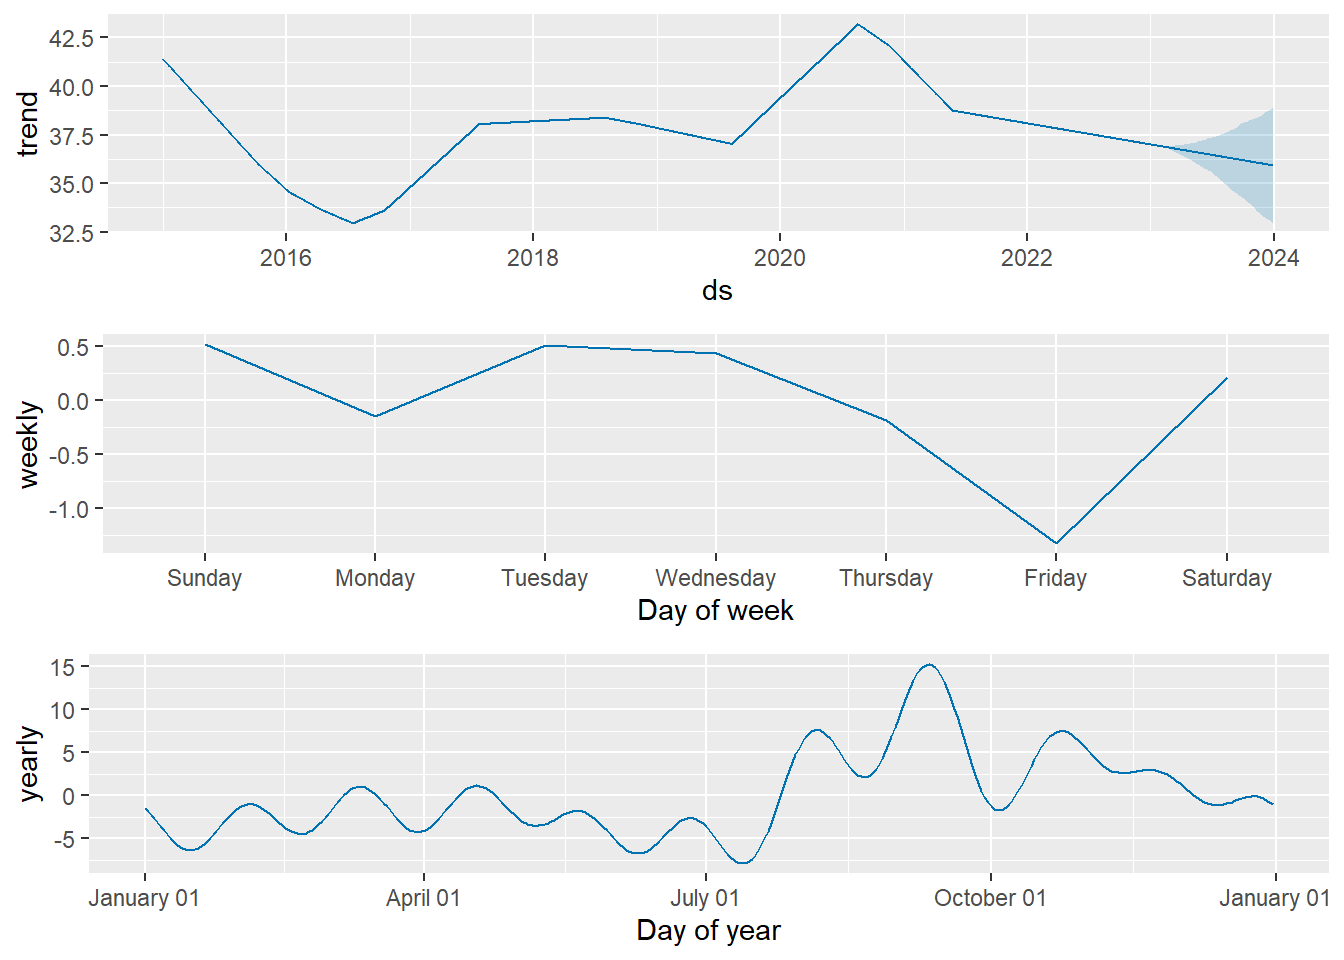 trend
42.5
40.0
37.5
35.0
32.5
2016 2018 2020 2022 2024
ds
weekly
0.5
0.0
-0.5
-1.0
Sunday Monday Tuesday Wednesday Thursday Friday Saturday
Day of week
yearly
15
10
5
0
-5
January 01 April 01 July 01 October 01 January 01
Day of year